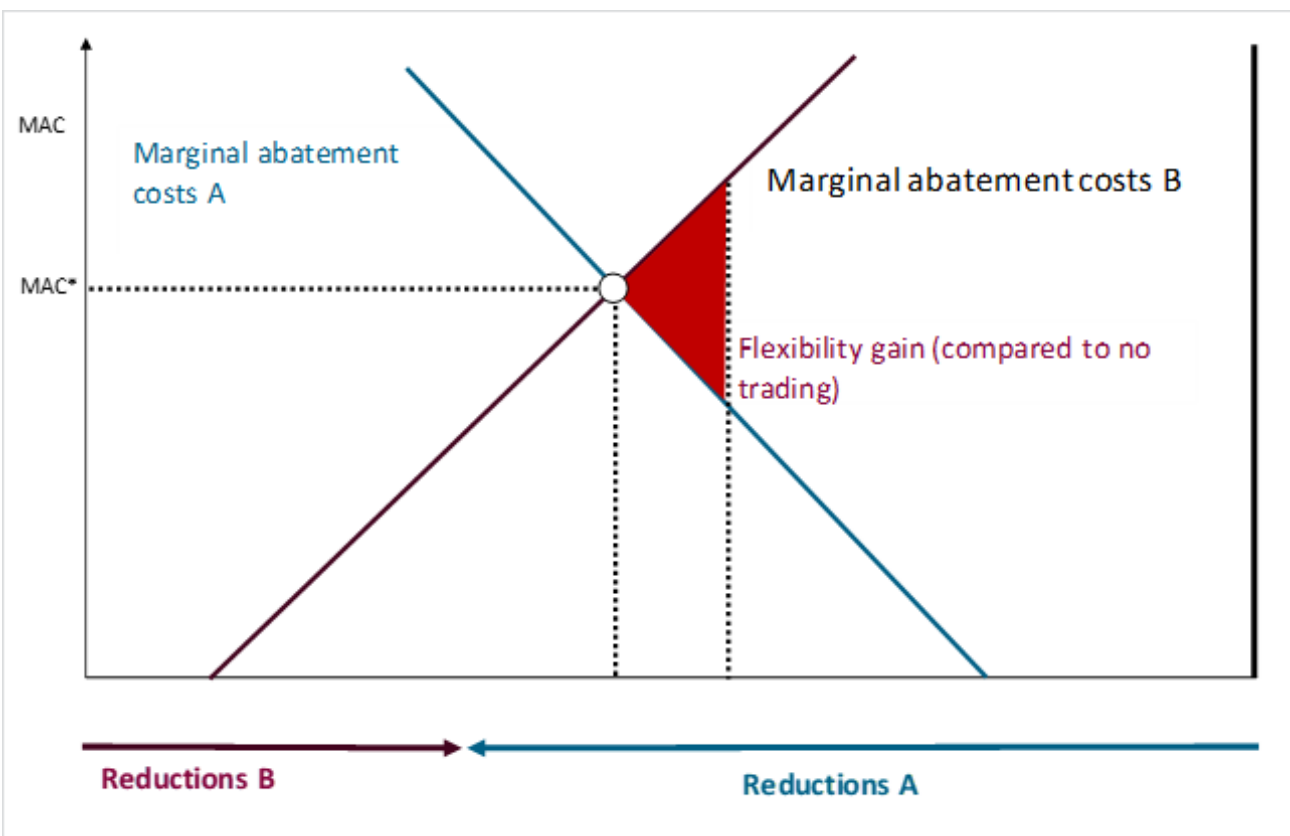 MAC
Marginal abatement
costs A
Marginal abatement costs B
MAC*
Flexibility gain (compared to no
trading)
Reductions B
Reductions A